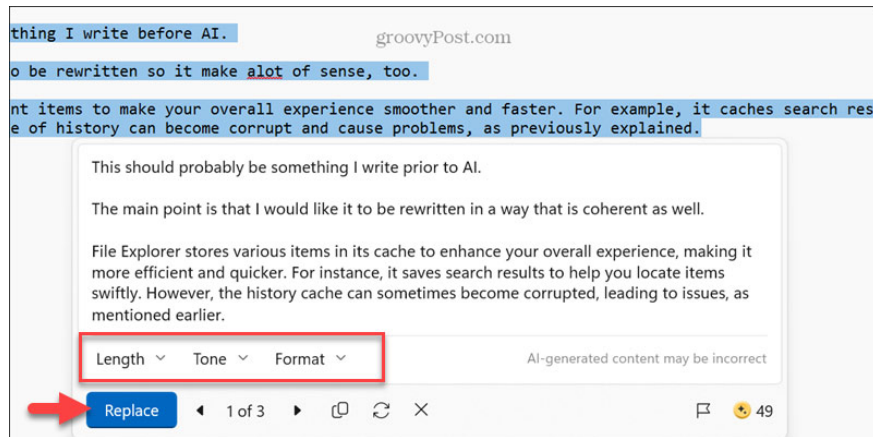 thing I write before AI.
groovyPost.com
o be rewritten so it make alot of sense, too.
nt items to make your overall experience smoother and faster. For example, it caches search res
e of history can become corrupt and cause problems, as previously explained.
This should probably be something I write prior to AI.
The main point is that I would like it to be rewritten in a way that is coherent as well.
File Explorer stores various items in its cache to enhance your overall experience, making it
more efficient and quicker. For instance, it saves search results to help you locate items
swiftly. However, the history cache can sometimes become corrupted, leading to issues, as
mentioned earlier.
Length Tone Format AI-generated content may be incorrect
Replace 1 of 3 49